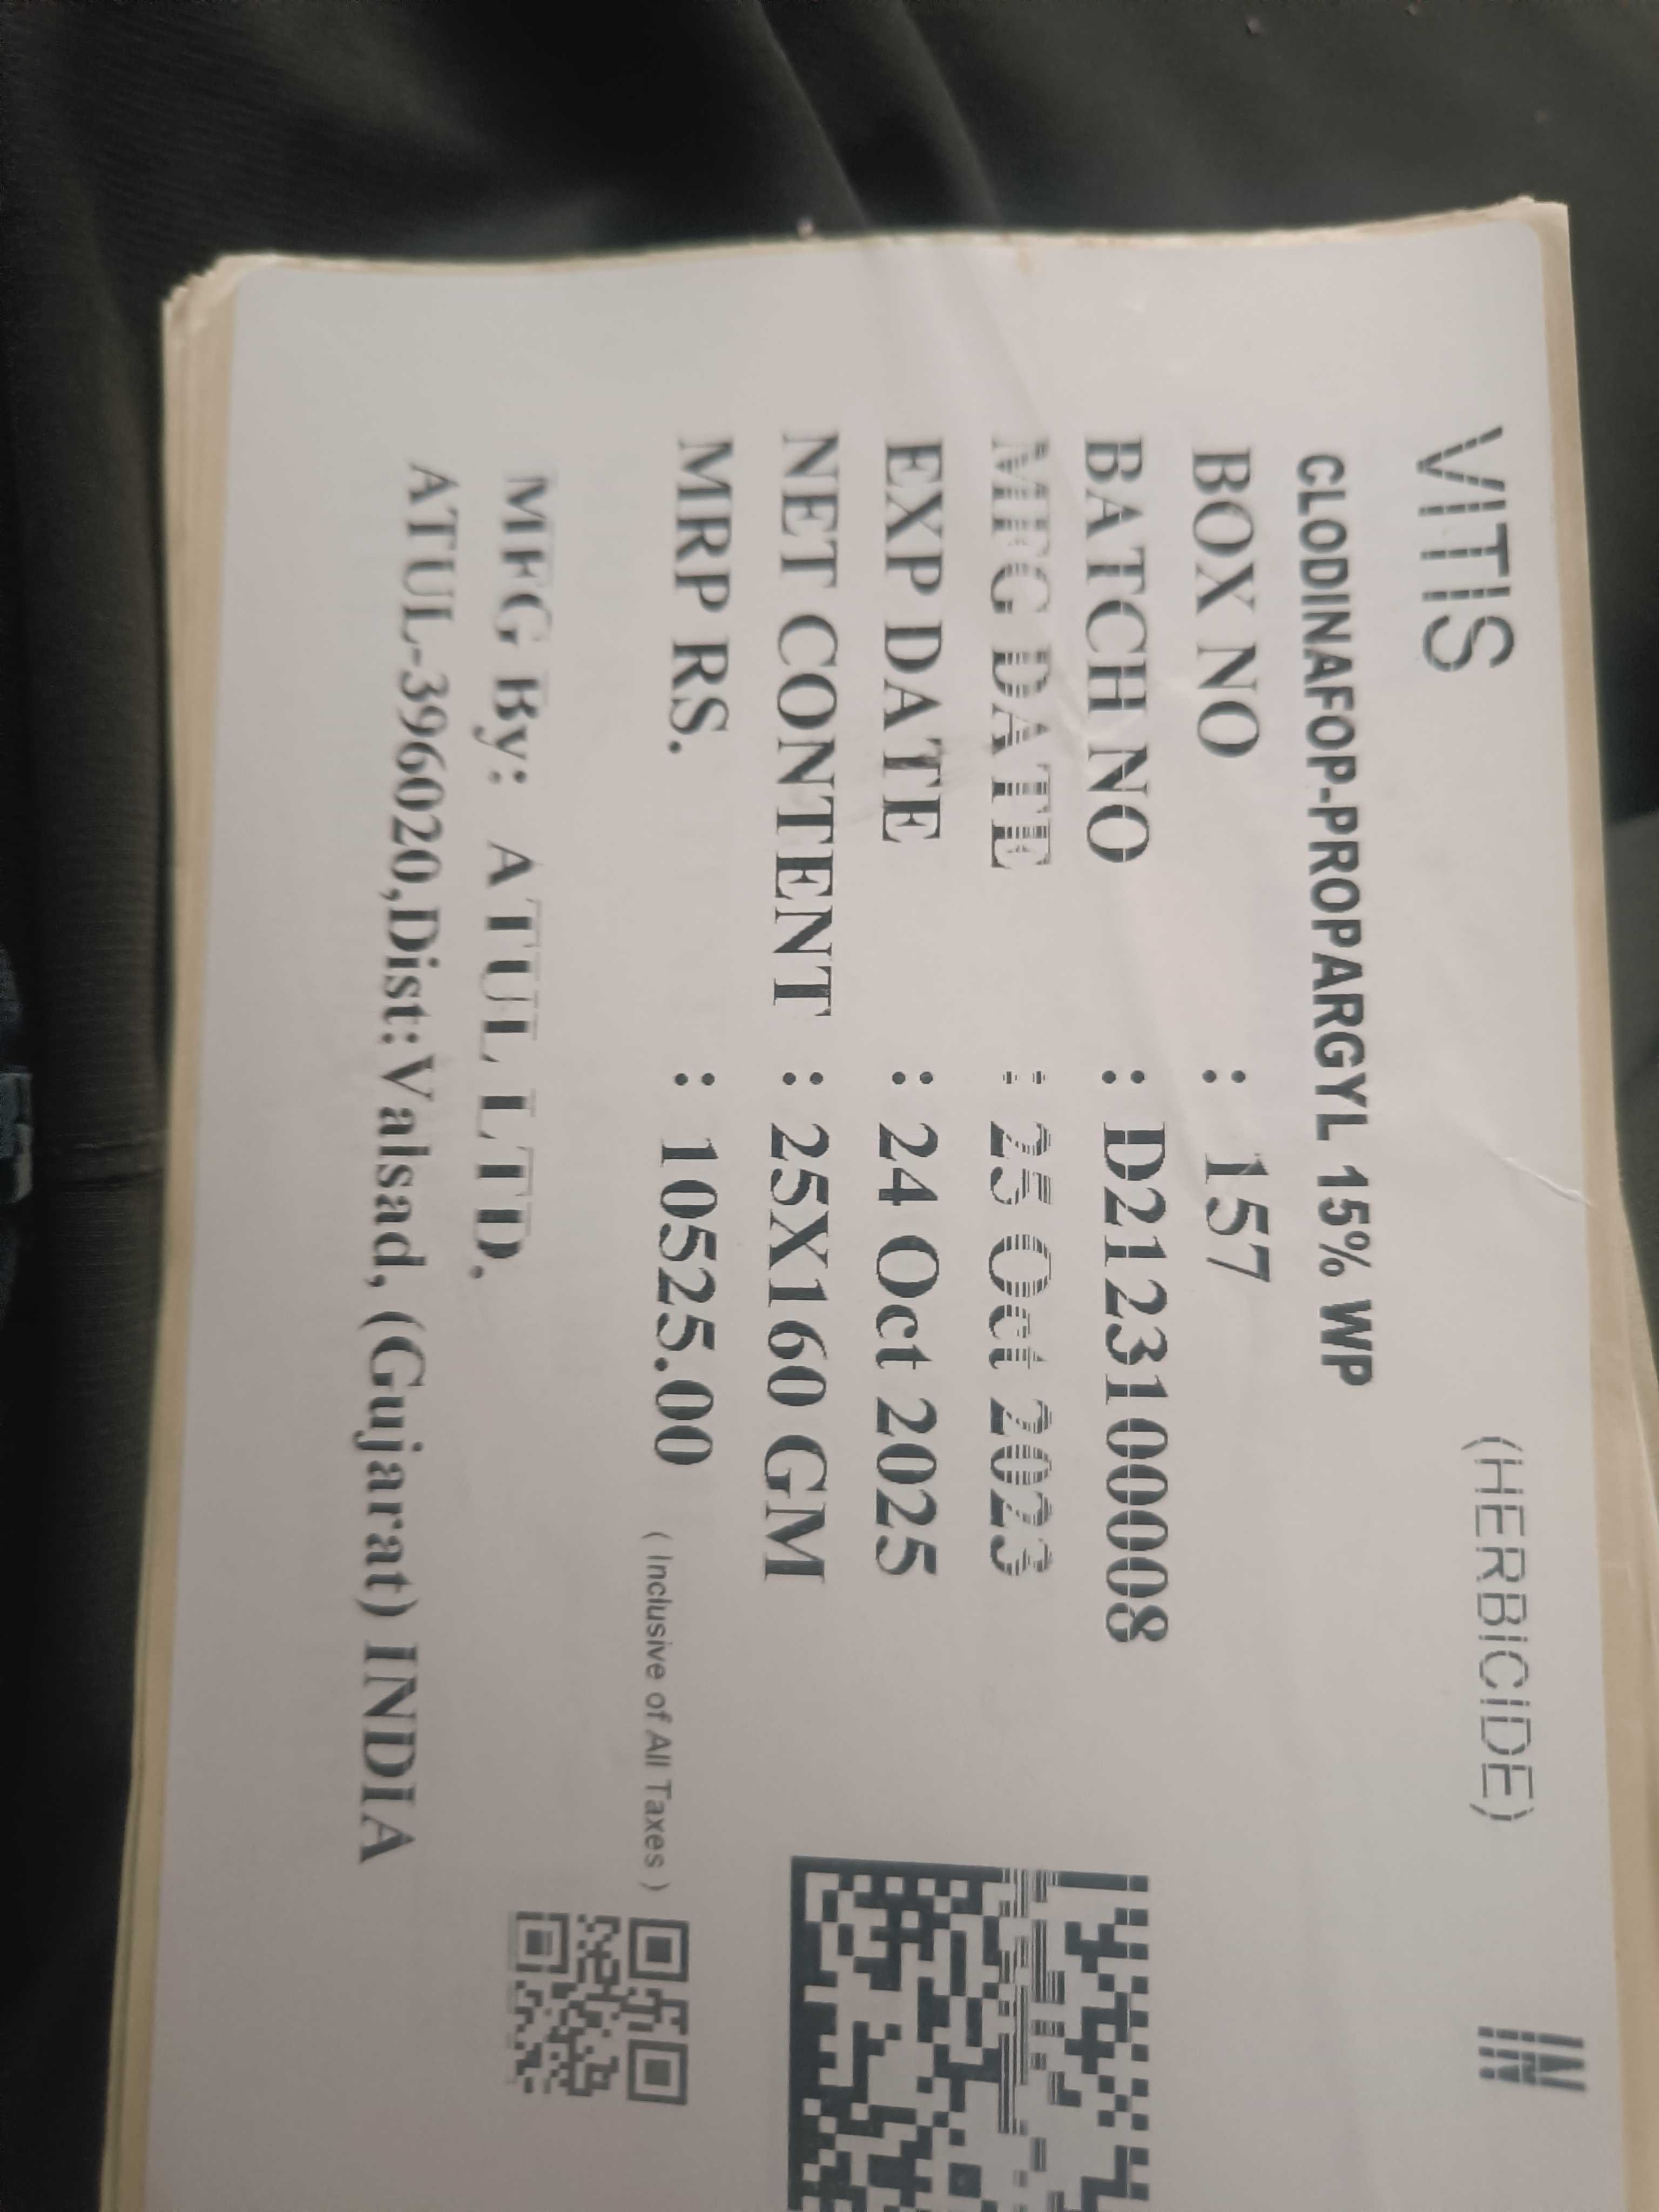 VITIS (HERBICIDE) IN
CLODINAFOP-PROPARGYL 15% WP
BOX NO : 157
BATCH NO : D2123100008
MFG DATE : 25 Oct 2023
EXP DATE : 24 Oct 2025
NET CONTENT : 25X160 GM
MRP RS. : 10525.00 ( Inclusive of All Taxes )
MFG By: ATUL LTD.
ATUL-396020,Dist:Valsad, (Gujarat) INDIA